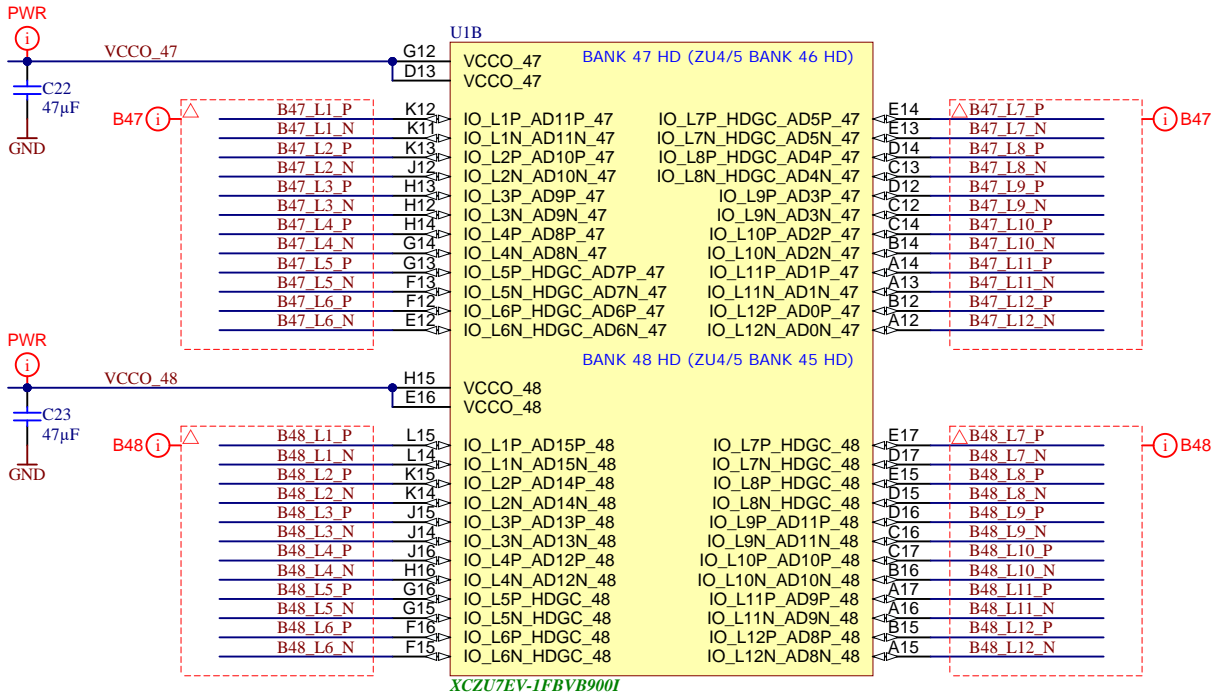 PWR
i
VCCO_47
C22
47µF
GND
U1B
G12
D13
VCCO_47
VCCO_47
BANK 47 HD (ZU4/5 BANK 46 HD)
B47 i
B47_L1_P K12 IO_L1P_AD11P_47
B47_L1_N K11 IO_L1N_AD11N_47
B47_L2_P K13 IO_L2P_AD10P_47
B47_L2_N J12 IO_L2N_AD10N_47
B47_L3_P H13 IO_L3P_AD9P_47
B47_L3_N H12 IO_L3N_AD9N_47
B47_L4_P H14 IO_L4P_AD8P_47
B47_L4_N G14 IO_L4N_AD8N_47
B47_L5_P G13 IO_L5P_HDGC_AD7P_47
B47_L5_N F13 IO_L5N_HDGC_AD7N_47
B47_L6_P F12 IO_L6P_HDGC_AD6P_47
B47_L6_N E12 IO_L6N_HDGC_AD6N_47
IO_L7P_HDGC_AD5P_47 E14 B47_L7_P
IO_L7N_HDGC_AD5N_47 E13 B47_L7_N
IO_L8P_HDGC_AD4P_47 D14 B47_L8_P
IO_L8N_HDGC_AD4N_47 C13 B47_L8_N
IO_L9P_AD3P_47 D12 B47_L9_P
IO_L9N_AD3N_47 C12 B47_L9_N
IO_L10P_AD2P_47 C14 B47_L10_P
IO_L10N_AD2N_47 B14 B47_L10_N
IO_L11P_AD1P_47 A14 B47_L11_P
IO_L11N_AD1N_47 A13 B47_L11_N
IO_L12P_AD0P_47 B12 B47_L12_P
IO_L12N_AD0N_47 A12 B47_L12_N
i B47
PWR
i
VCCO_48
C23
47µF
GND
H15
E16
VCCO_48
VCCO_48
BANK 48 HD (ZU4/5 BANK 45 HD)
B48 i
B48_L1_P L15 IO_L1P_AD15P_48
B48_L1_N L14 IO_L1N_AD15N_48
B48_L2_P K15 IO_L2P_AD14P_48
B48_L2_N K14 IO_L2N_AD14N_48
B48_L3_P J15 IO_L3P_AD13P_48
B48_L3_N J14 IO_L3N_AD13N_48
B48_L4_P J16 IO_L4P_AD12P_48
B48_L4_N H16 IO_L4N_AD12N_48
B48_L5_P G16 IO_L5P_HDGC_48
B48_L5_N G15 IO_L5N_HDGC_48
B48_L6_P F16 IO_L6P_HDGC_48
B48_L6_N F15 IO_L6N_HDGC_48
IO_L7P_HDGC_48 E17 B48_L7_P
IO_L7N_HDGC_48 D17 B48_L7_N
IO_L8P_HDGC_48 E15 B48_L8_P
IO_L8N_HDGC_48 D15 B48_L8_N
IO_L9P_AD11P_48 D16 B48_L9_P
IO_L9N_AD11N_48 C16 B48_L9_N
IO_L10P_AD10P_48 C17 B48_L10_P
IO_L10N_AD10N_48 B16 B48_L10_N
IO_L11P_AD9P_48 A17 B48_L11_P
IO_L11N_AD9N_48 A16 B48_L11_N
IO_L12P_AD8P_48 B15 B48_L12_P
IO_L12N_AD8N_48 A15 B48_L12_N
i B48
XCZU7EV-1FBVB900I